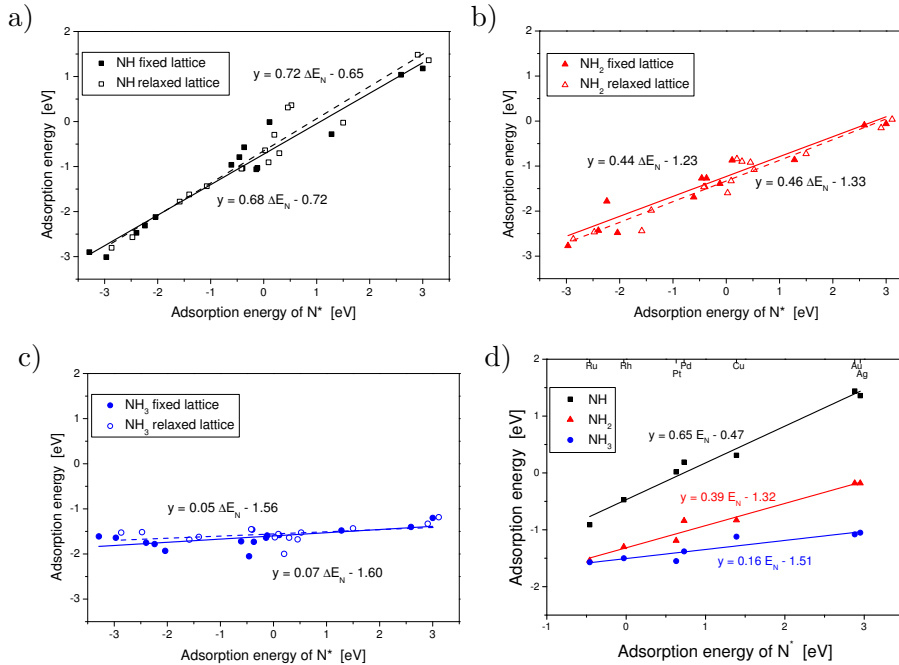 a)
2
1
0
-1
-2
-3
-3
-2
-1
0
1
2
3
Adsorption energy [eV]
Adsorption energy of N* [eV]
NH fixed lattice
NH relaxed lattice
y = 0.72 ΔE_N - 0.65
y = 0.68 ΔE_N - 0.72
b)
2
1
0
-1
-2
-3
-3
-2
-1
0
1
2
3
Adsorption energy [eV]
Adsorption energy of N* [eV]
NH₂ fixed lattice
NH₂ relaxed lattice
y = 0.44 ΔE_N - 1.23
y = 0.46 ΔE_N - 1.33
c)
2
1
0
-1
-2
-3
-3
-2
-1
0
1
2
3
Adsorption energy [eV]
Adsorption energy of N* [eV]
NH₃ fixed lattice
NH₃ relaxed lattice
y = 0.05 ΔE_N - 1.56
y = 0.07 ΔE_N - 1.60
d)
Ru
Rh
Pt
Pd
Cu
Au
Ag
2
1
0
-1
-2
-1
0
1
2
3
Adsorption energy [eV]
Adsorption energy of N* [eV]
NH
NH₂
NH₃
y = 0.65 E_N - 0.47
y = 0.39 E_N - 1.32
y = 0.16 E_N - 1.51